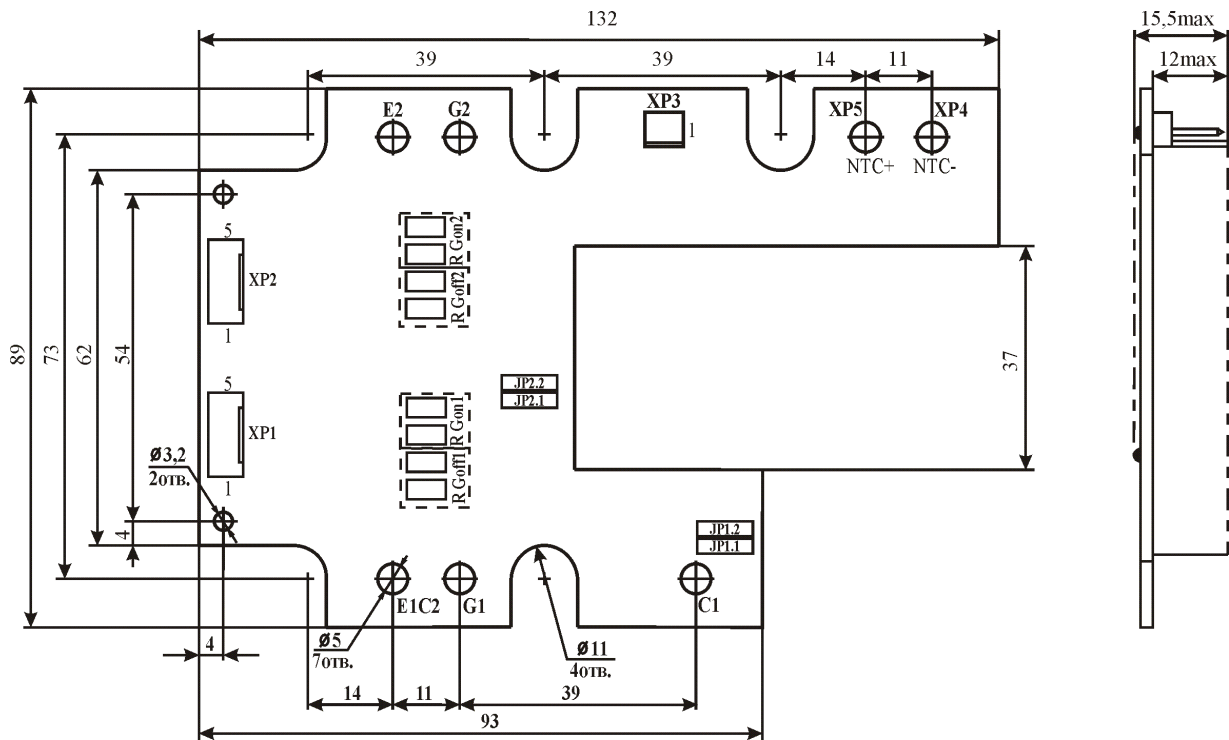 132
15,5max
39
39
14
11
12max
E2
G2
XP3
1
XP5
XP4
NTC+
NTC-
5
XP2
1
R Gon2
R Goff2
89
73
62
54
37
JP2.2
JP2.1
5
XP1
1
R Gon1
R Goff1
ø3,2
2отв.
4
JP1.2
JP1.1
E1C2
G1
C1
4
ø5
7отв.
ø11
4отв.
14
11
39
93